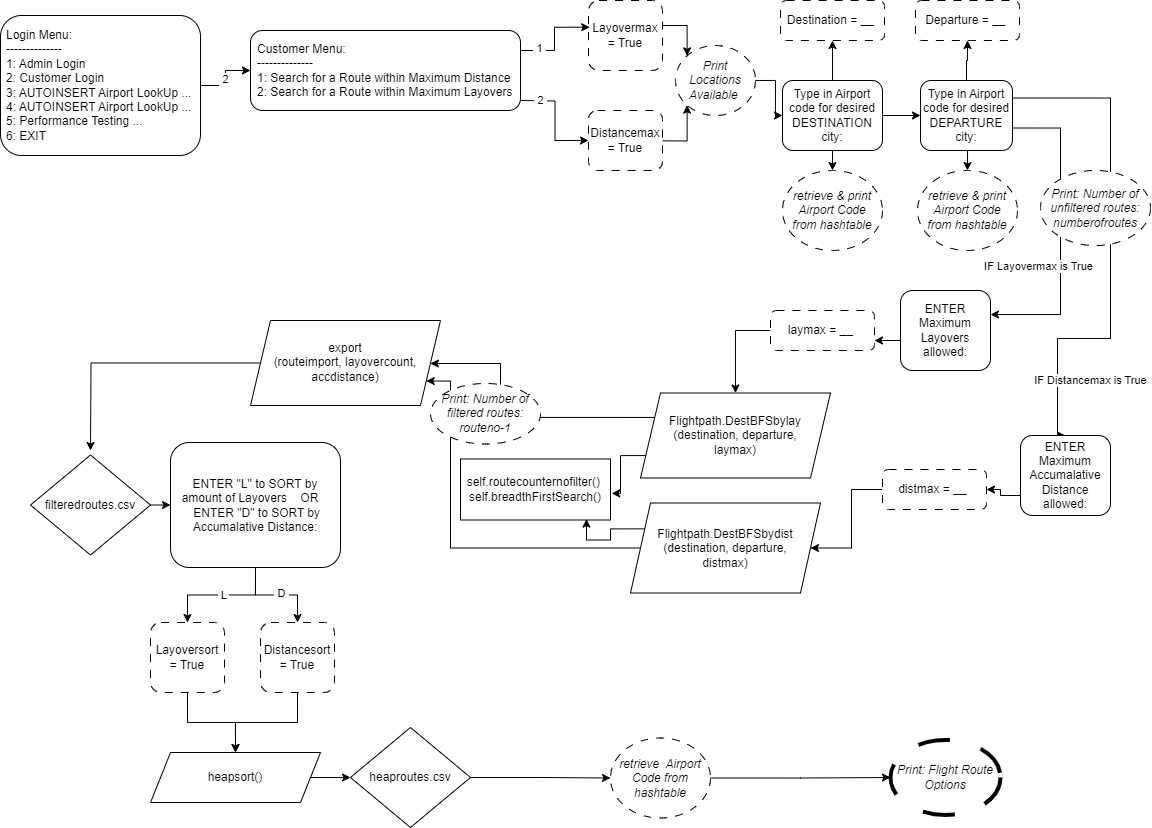 Login Menu:
--------------
1: Admin Login
2: Customer Login
3: AUTOINSERT Airport LookUp ...
4: AUTOINSERT Airport LookUp ...
5: Performance Testing ...
6: EXIT
2
Customer Menu:
--------------
1: Search for a Route within Maximum Distance
2: Search for a Route within Maximum Layovers
1
2
Layovermax
= True
Distancemax
= True
Print
Locations
Available
Destination = __
Departure = __
Type in Airport
code for desired
DESTINATION
city:
Type in Airport
code for desired
DEPARTURE
city:
retrieve & print
Airport Code
from hashtable
retrieve & print
Airport Code
from hashtable
Print: Number of
unfiltered routes:
numberofroutes
IF Layovermax is True
ENTER
Maximum
Layovers
allowed:
laymax = __
IF Distancemax is True
ENTER
Maximum
Accumalative
Distance
allowed:
distmax = __
Flightpath.DestBFSbylay
(destination, departure,
laymax)
Flightpath.DestBFSbydist
(destination, departure,
distmax)
self.routecounternofilter()
self.breadthFirstSearch()
Print: Number of
filtered routes:
routeno-1
export
(routeimport, layovercount,
accdistance)
filteredroutes.csv
ENTER "L" to SORT by
amount of Layovers    OR
ENTER "D" to SORT by
Accumalative Distance:
L
D
Layoversort
= True
Distancesort
= True
heapsort()
heaproutes.csv
retrieve  Airport
Code from
hashtable
Print: Flight Route
Options